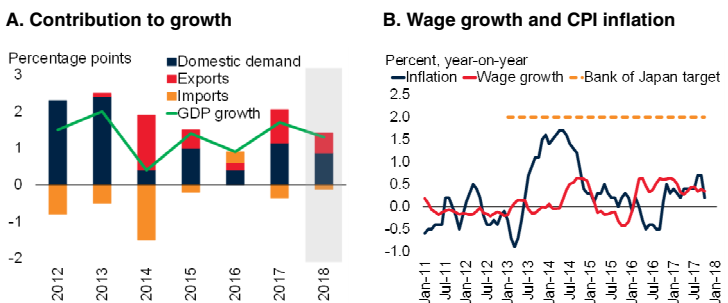 A. Contribution to growth
Percentage points
3
2
1
0
-1
-2
Domestic demand
Exports
Imports
GDP growth
2012
2013
2014
2015
2016
2017
2018
B. Wage growth and CPI inflation
Percent, year-on-year
Inflation Wage growth Bank of Japan target
2.5
2.0
1.5
1.0
0.5
0.0
-0.5
-1.0
Jan-11
Jul-11
Jan-12
Jul-12
Jan-13
Jul-13
Jan-14
Jul-14
Jan-15
Jul-15
Jan-16
Jul-16
Jan-17
Jul-17
Jan-18